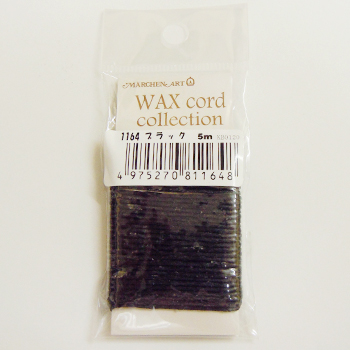 MARCHEN ART
WAX cord
collection
1164 ブラック 5m
4 975270 811648